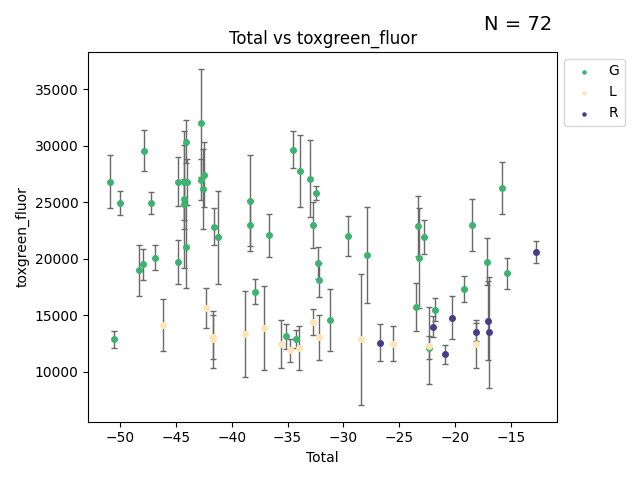 N = 72
Total vs toxgreen_fluor
G
L
R
35000
30000
25000
20000
15000
10000
toxgreen_fluor
−50 −45 −40 −35 −30 −25 −20 −15
Total